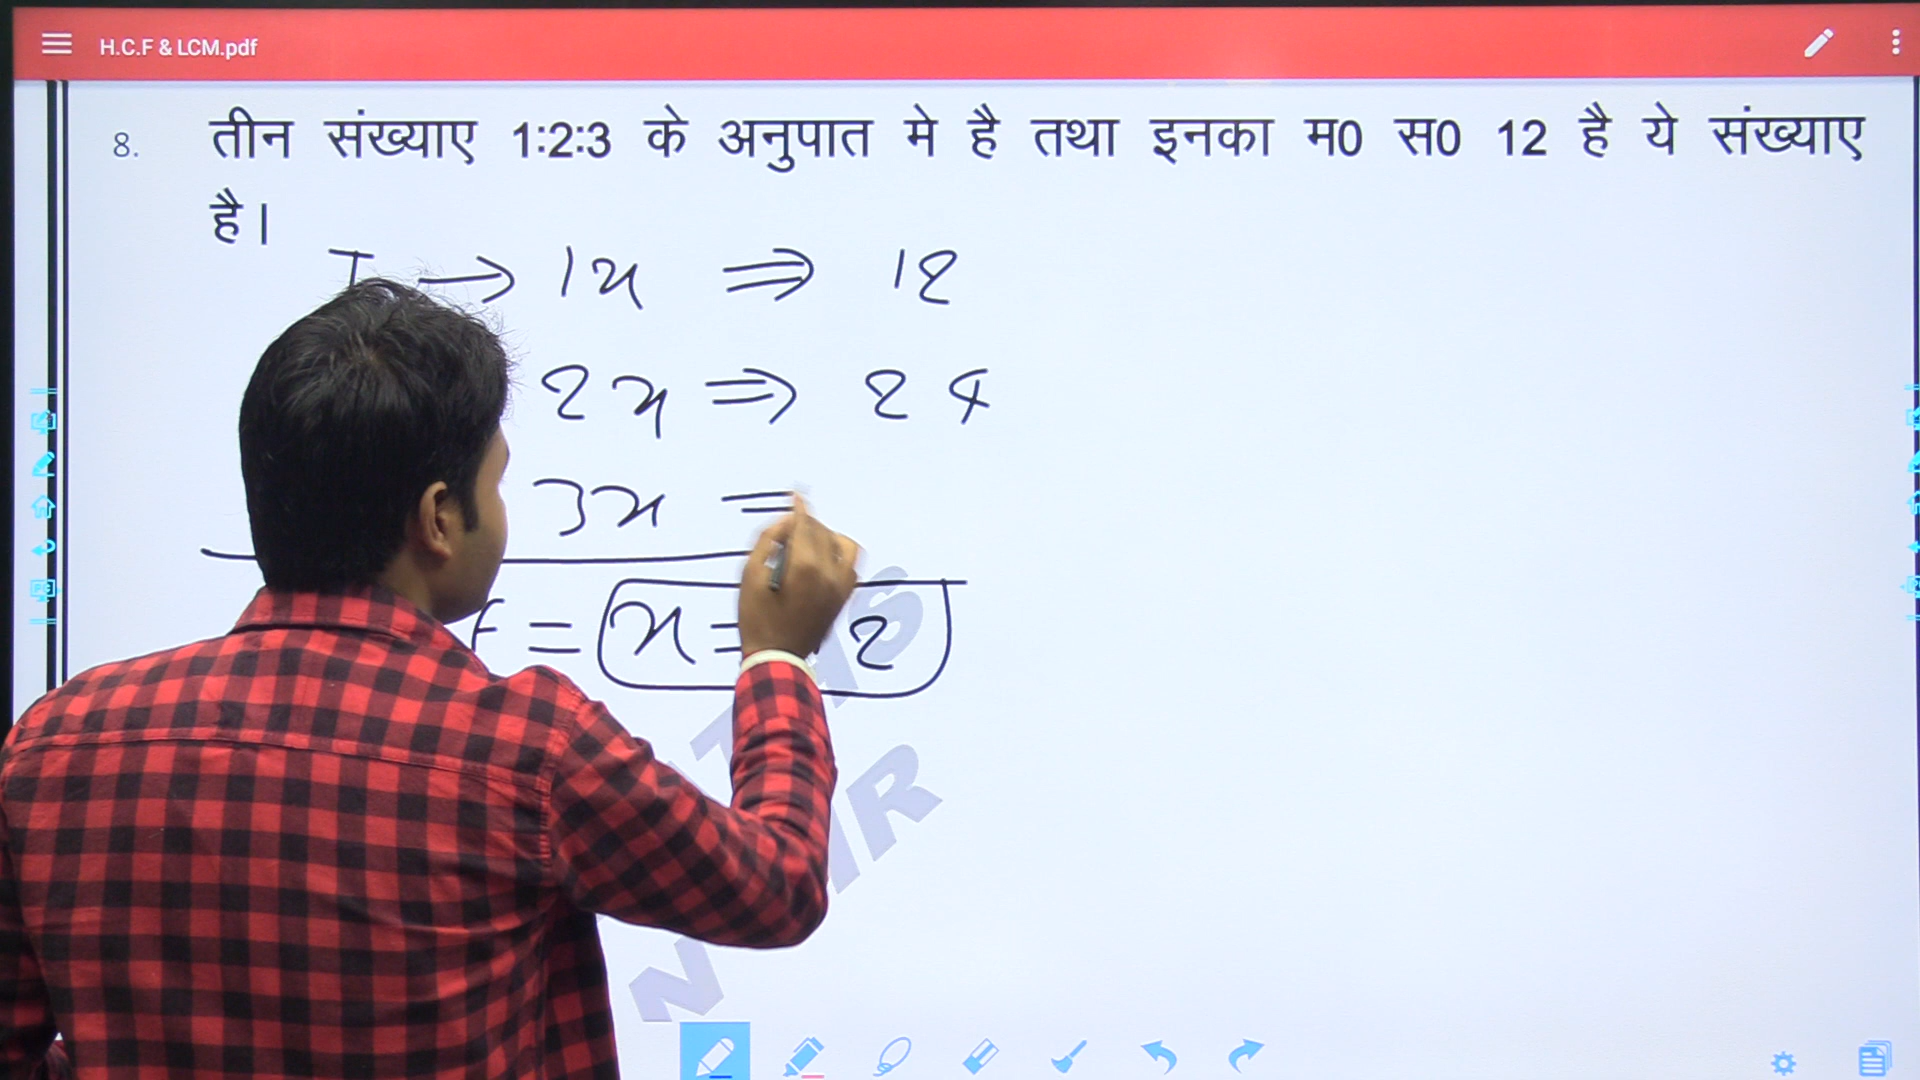 H.C.F & LCM.pdf
8. तीन संख्याए 1:2:3 के अनुपात मे है तथा इनका म0 स0 12 है ये संख्याए
है।
I → 1x ⇒ 12
2x ⇒ 24
3x =
f = x = 12